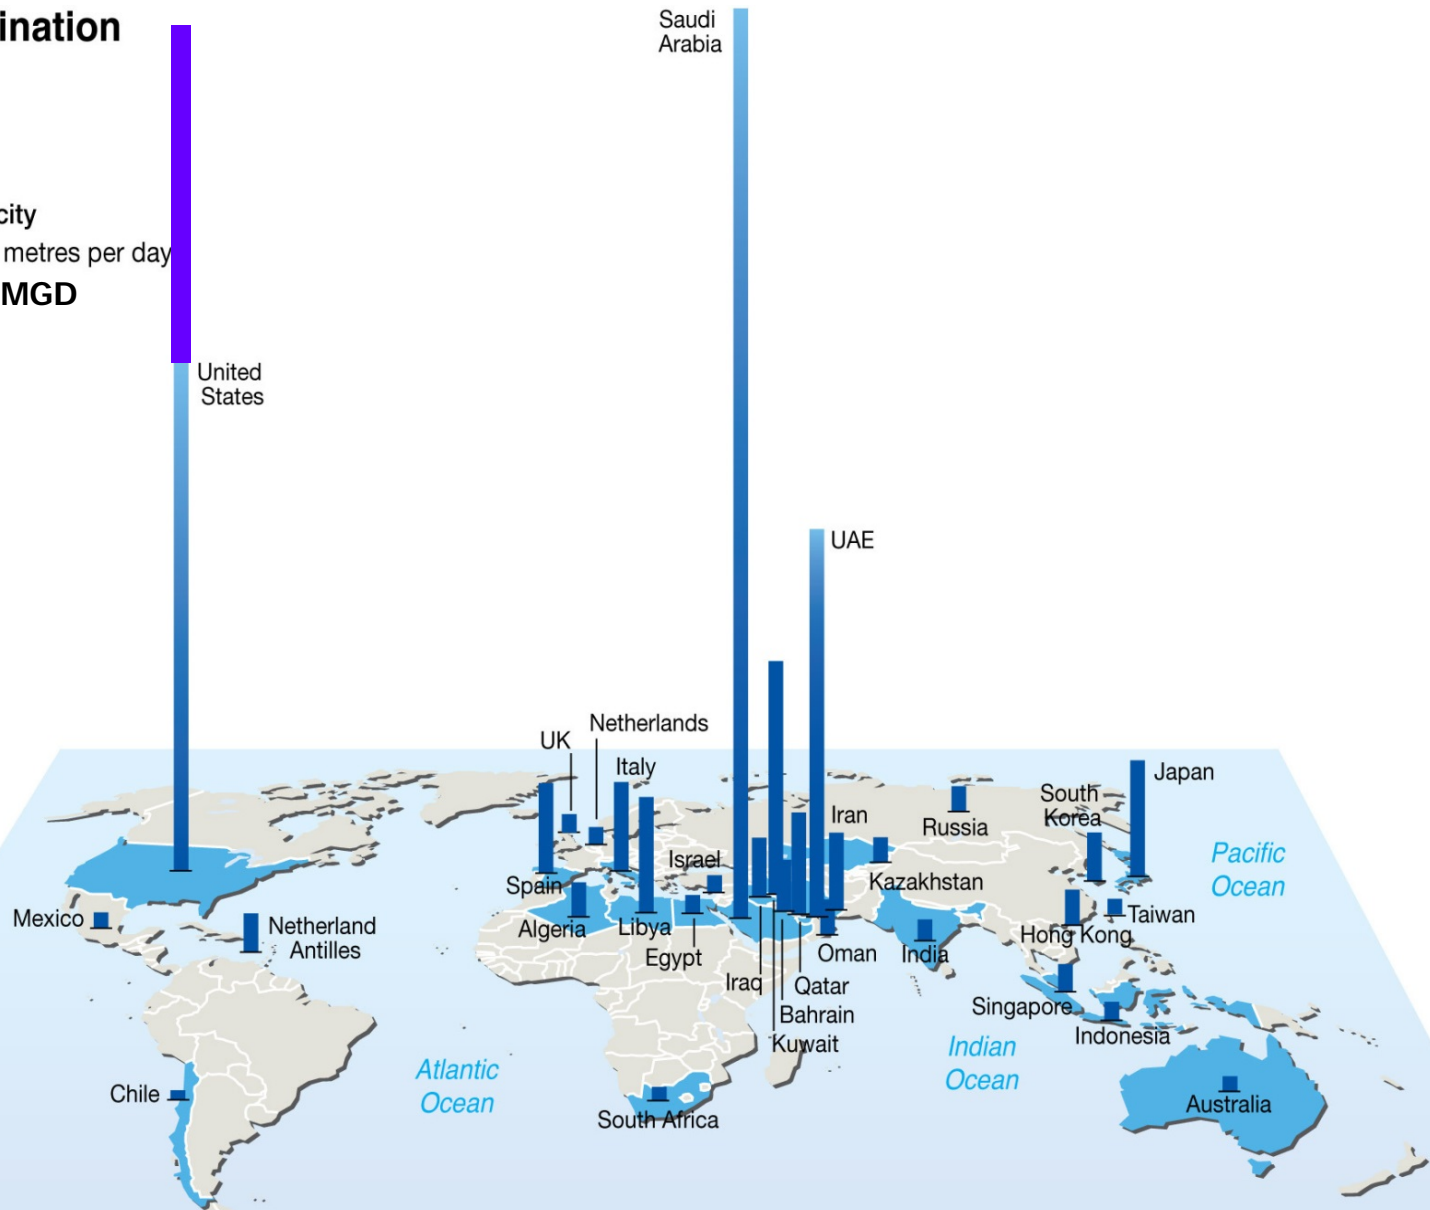 ination
city
metres per day
MGD
Saudi
Arabia
United
States
UAE
Netherlands
UK
Italy
Japan
Iran
South
Korea
Russia
Pacific
Ocean
Israel
Spain
Kazakhstan
Mexico
Netherland
Antilles
Algeria
Libya
Taiwan
Hong Kong
Egypt
Oman
India
Iraq
Qatar
Singapore
Bahrain
Indonesia
Kuwait
Indian
Ocean
Atlantic
Ocean
Chile
South Africa
Australia